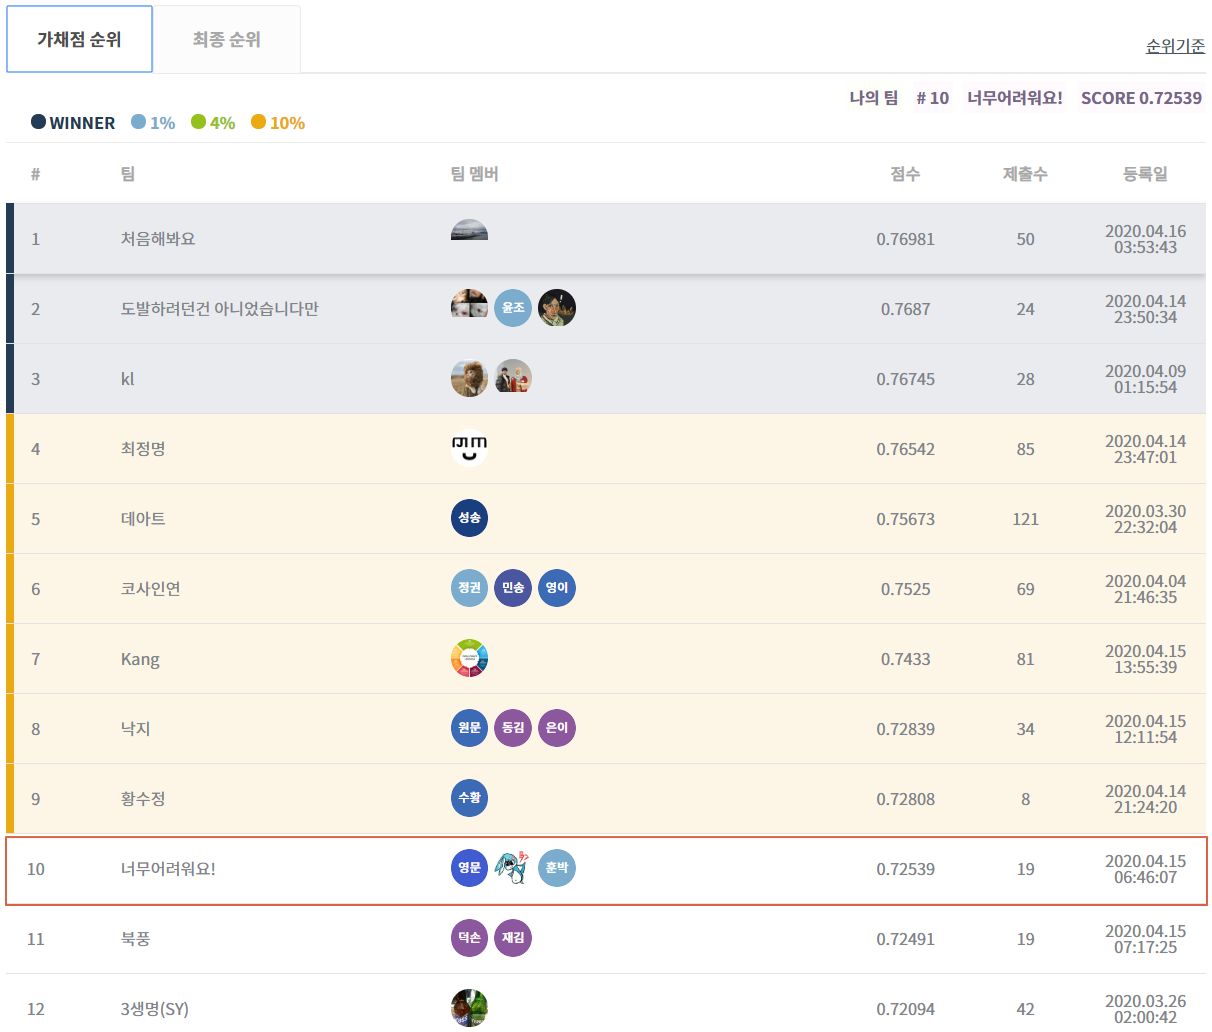 가채점 순위
최종 순위
순위기준
나의 팀 # 10 너무어려워요! SCORE 0.72539
WINNER 1% 4% 10%
# 팀 팀 멤버 점수 제출수 등록일
1 처음해봐요 0.76981 50 2020.04.16 03:53:43
2 도발하려던건 아니었습니다만 윤조 0.7687 24 2020.04.14 23:50:34
3 kl 0.76745 28 2020.04.09 01:15:54
4 최정명 0.76542 85 2020.04.14 23:47:01
5 데아트 성송 0.75673 121 2020.03.30 22:32:04
6 코사인연 정권 민송 영이 0.7525 69 2020.04.04 21:46:35
7 Kang 0.7433 81 2020.04.15 13:55:39
8 낙지 원문 동김 은이 0.72839 34 2020.04.15 12:11:54
9 황수정 수황 0.72808 8 2020.04.14 21:24:20
10 너무어려워요! 영문 훈박 0.72539 19 2020.04.15 06:46:07
11 북풍 덕손 재김 0.72491 19 2020.04.15 07:17:25
12 3생명(SY) 0.72094 42 2020.03.26 02:00:42